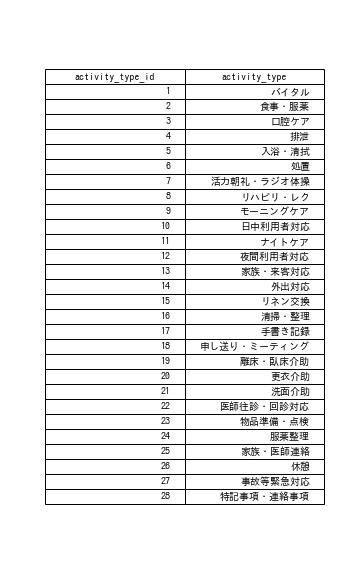 activity_type_id activity_type
1 バイタル
2 食事・服薬
3 口腔ケア
4 排泄
5 入浴・清拭
6 処置
7 活力朝礼・ラジオ体操
8 リハビリ・レク
9 モーニングケア
10 日中利用者対応
11 ナイトケア
12 夜間利用者対応
13 家族・来客対応
14 外出対応
15 リネン交換
16 清掃・整理
17 手書き記録
18 申し送り・ミーティング
19 離床・臥床介助
20 更衣介助
21 洗面介助
22 医師往診・回診対応
23 物品準備・点検
24 服薬整理
25 家族・医師連絡
26 休憩
27 事故等緊急対応
28 特記事項・連絡事項